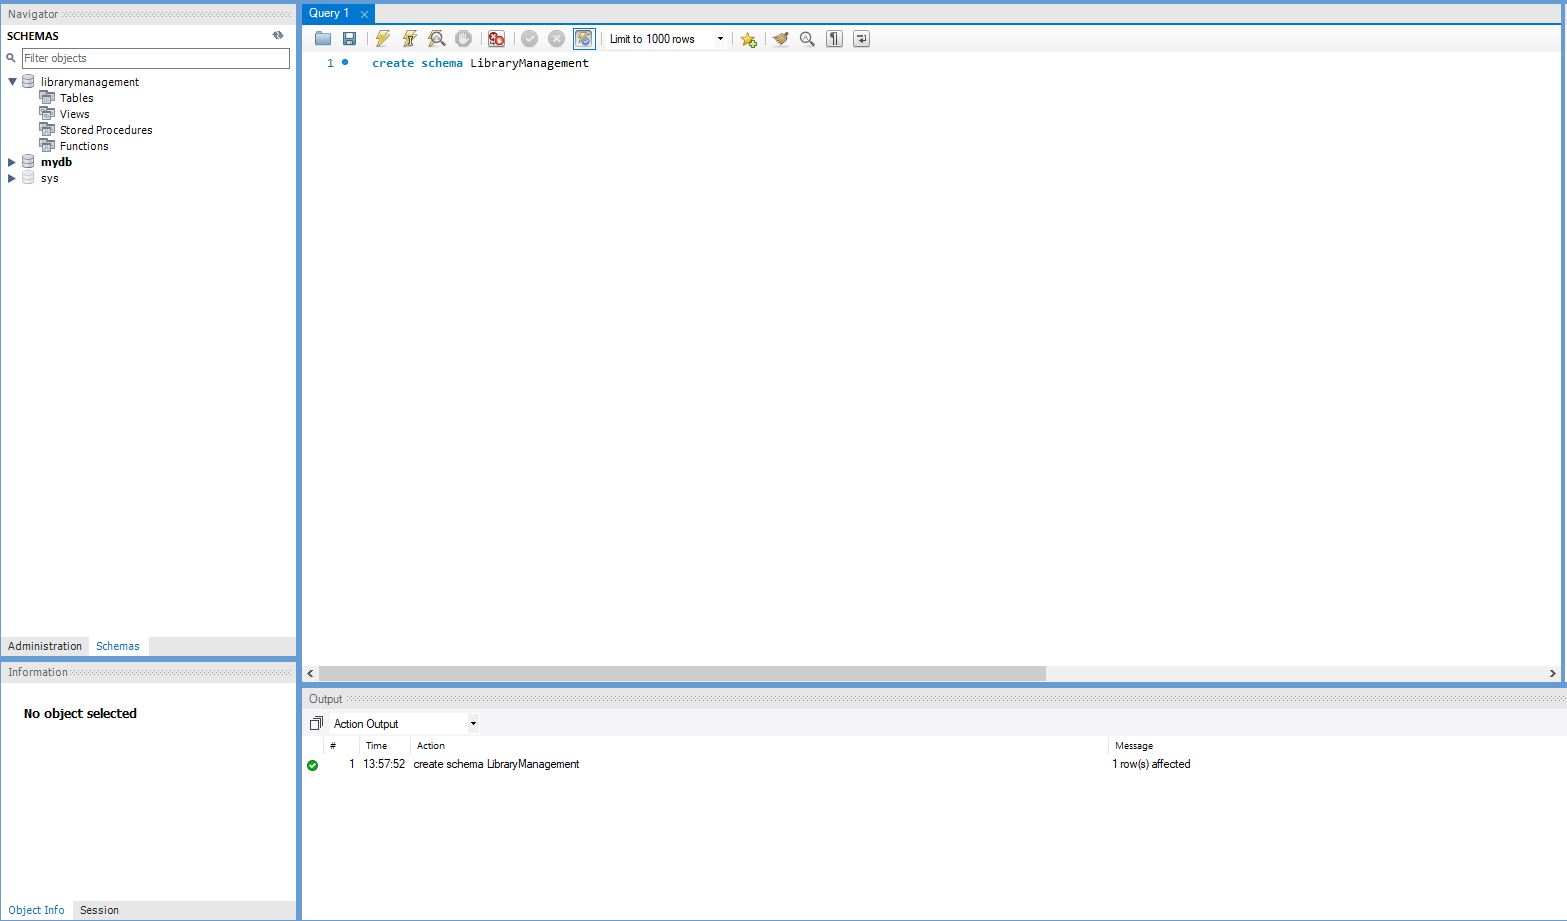 Navigator
SCHEMAS
Filter objects
librarymanagement
Tables
Views
Stored Procedures
Functions
mydb
sys
Administration Schemas
Information
No object selected
Object Info Session
Query 1
Limit to 1000 rows
1 create schema LibraryManagement
Output
Action Output
# Time Action Message
1 13:57:52 create schema LibraryManagement 1 row(s) affected